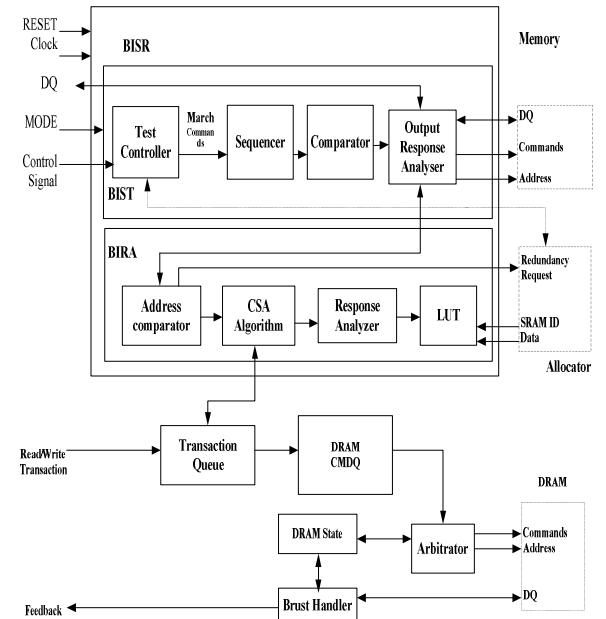 RESET
Clock
BISR
Memory
DQ
MODE
Control
Signal
Test
Controller
March
Comman
ds
Sequencer
Comparator
Output
Response
Analyser
DQ
Commands
Address
BIST
BIRA
Redundancy
Request
Address
comparator
CSA
Algorithm
Response
Analyzer
LUT
SRAM ID
Data
Allocator
Read/Write
Transaction
Transaction
Queue
DRAM
CMDQ
DRAM
DRAM State
Arbitrator
Commands
Address
Brust Handler
DQ
Feedback